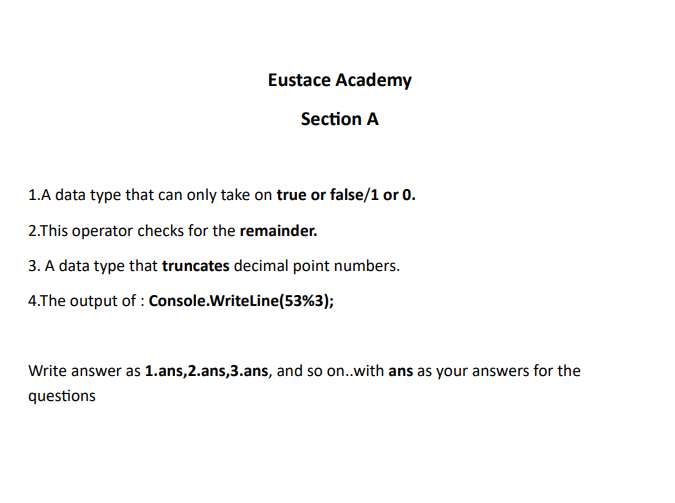 Eustace Academy
Section A
1.A data type that can only take on true or false/1 or 0.
2.This operator checks for the remainder.
3. A data type that truncates decimal point numbers.
4.The output of : Console.WriteLine(53%3);
Write answer as 1.ans,2.ans,3.ans, and so on..with ans as your answers for the
questions